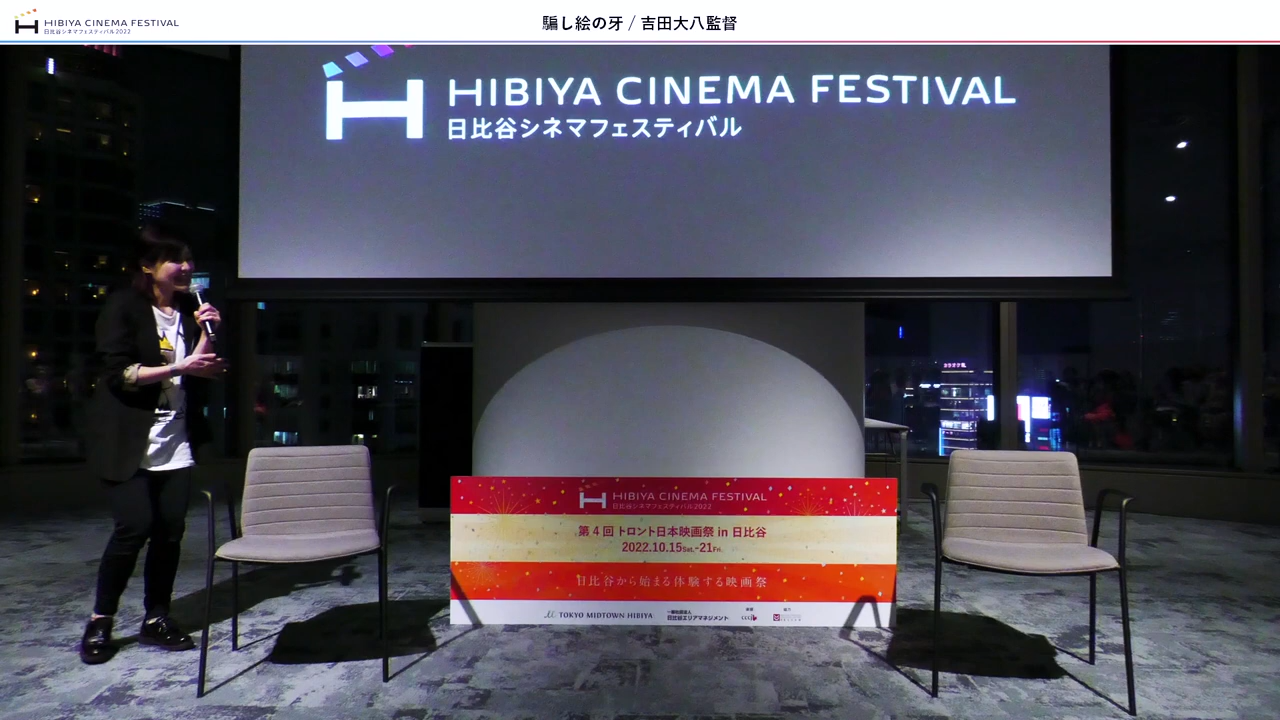 HIBIYA CINEMA FESTIVAL
日比谷シネマフェスティバル2022
騙し絵の牙 / 吉田大八監督
HIBIYA CINEMA FESTIVAL
日比谷シネマフェスティバル
HIBIYA CINEMA FESTIVAL
日比谷シネマフェスティバル2022
第4回 トロント日本映画祭 in 日比谷
2022.10.15Sat.-21Fri.
日比谷から始まる体験する映画祭
TOKYO MIDTOWN HIBIYA
一般社団法人
日比谷エリアマネジメント